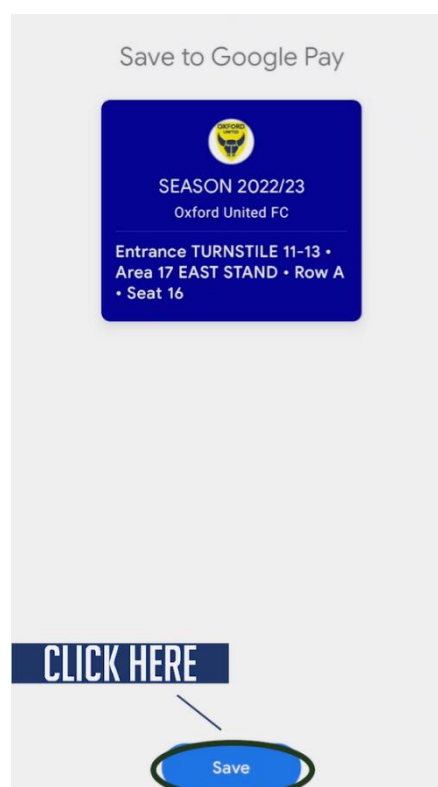 Save to Google Pay
OXFORD
UNITED
SEASON 2022/23
Oxford United FC
Entrance TURNSTILE 11-13 •
Area 17 EAST STAND • Row A
• Seat 16
CLICK HERE
Save